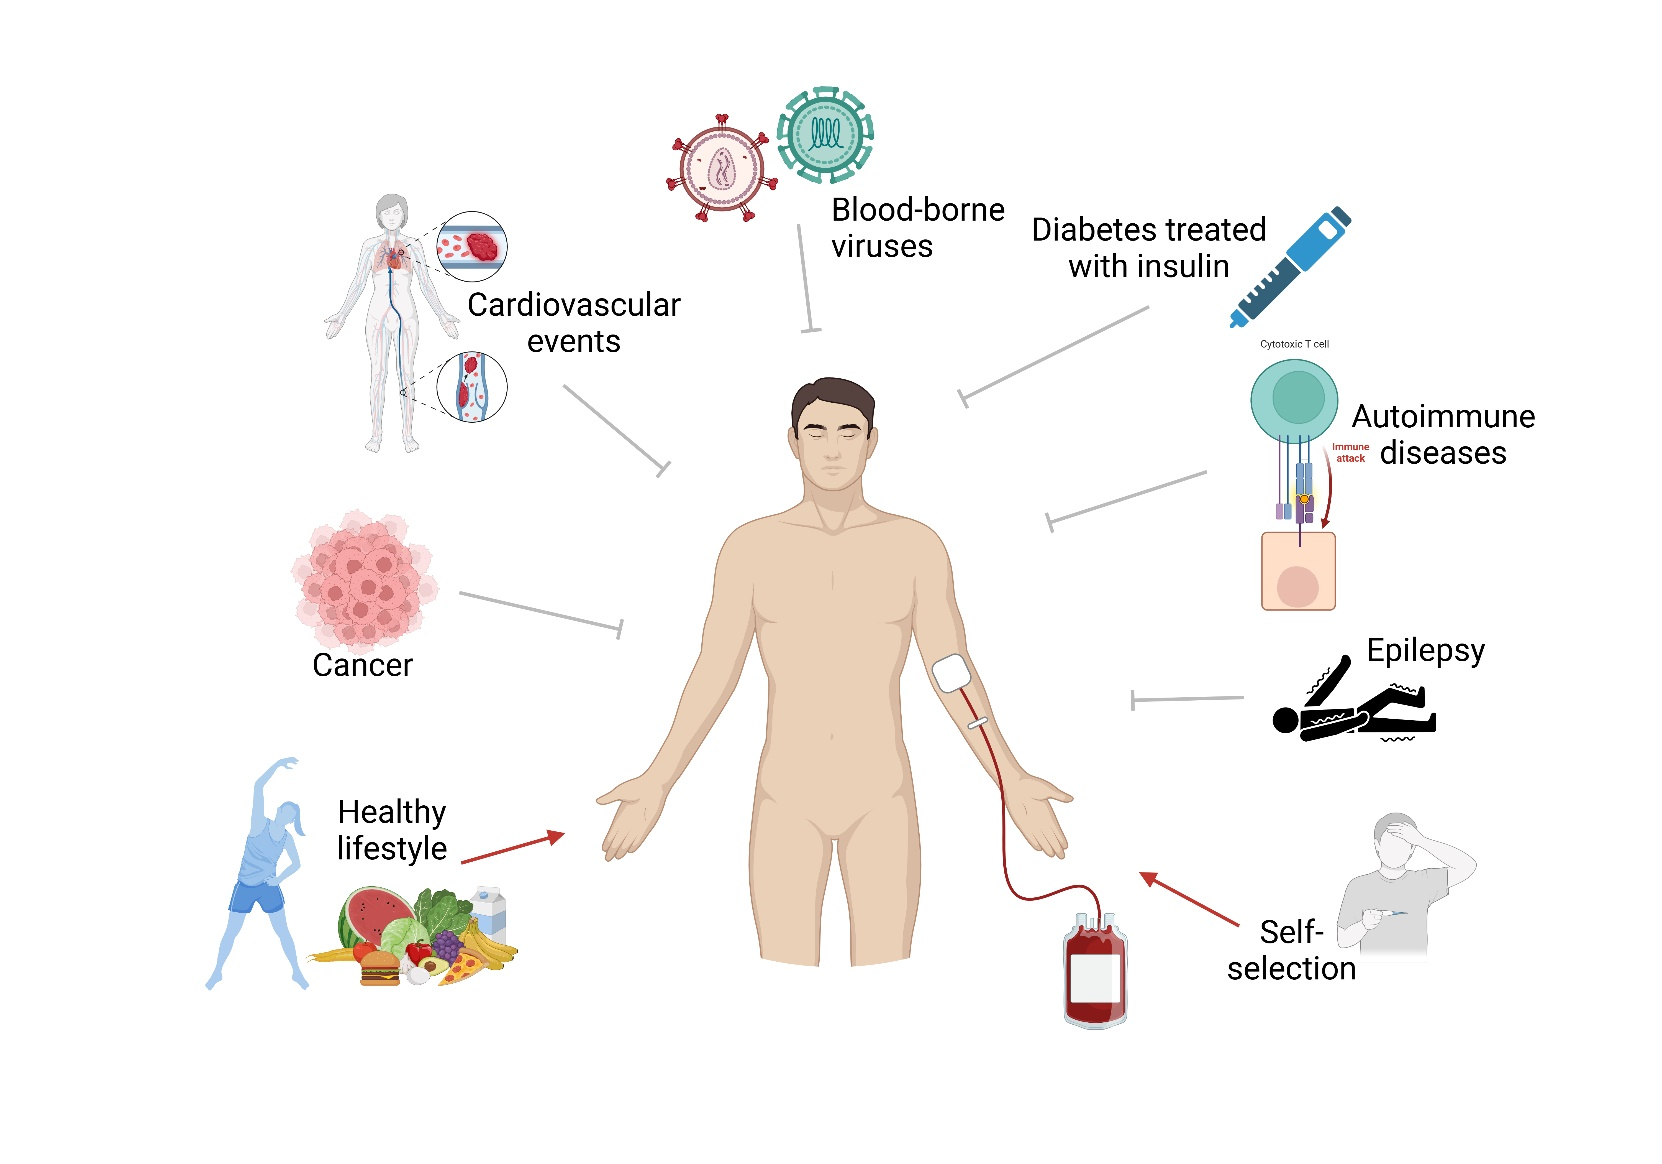 Blood-borne
viruses
Diabetes treated
with insulin
Cardiovascular
events
Cytotoxic T cell
Autoimmune
diseases
Immune
attack
Cancer
Epilepsy
Healthy
lifestyle
Self-
selection